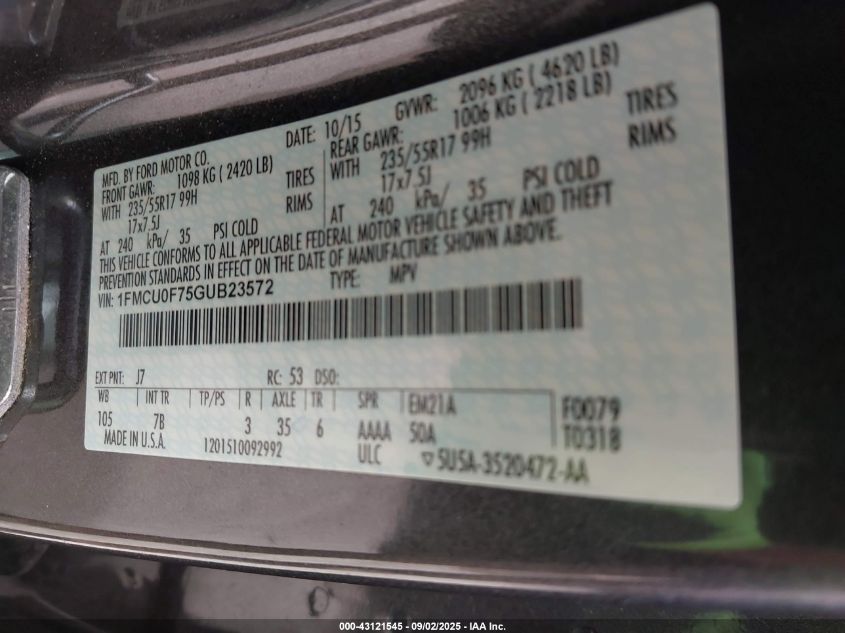 MFD. BY FORD MOTOR CO. DATE: 10/15 GVWR: 2096 KG ( 4620 LB)
FRONT GAWR: 1098 KG ( 2420 LB) REAR GAWR: 1006 KG ( 2218 LB)
WITH 235/55R17 99H TIRES WITH 235/55R17 99H TIRES
17x7.5J RIMS 17x7.5J RIMS
AT 240 kPa/ 35 PSI COLD AT 240 kPa/ 35 PSI COLD
THIS VEHICLE CONFORMS TO ALL APPLICABLE FEDERAL MOTOR VEHICLE SAFETY AND THEFT
PREVENTION STANDARDS IN EFFECT ON THE DATE OF MANUFACTURE SHOWN ABOVE.
VIN: 1FMCU0F75GUB23572 TYPE: MPV
EXT PNT: J7 RC: 53 DSO:
WB INT TR TP/PS R AXLE TR SPR EM21A F0079
105 7B 3 35 6 AAAA 50A T0318
MADE IN U.S.A. 1201510092992 ULC ▽5U5A-3520472-AA
000-43121545 - 09/02/2025 - IAA Inc.